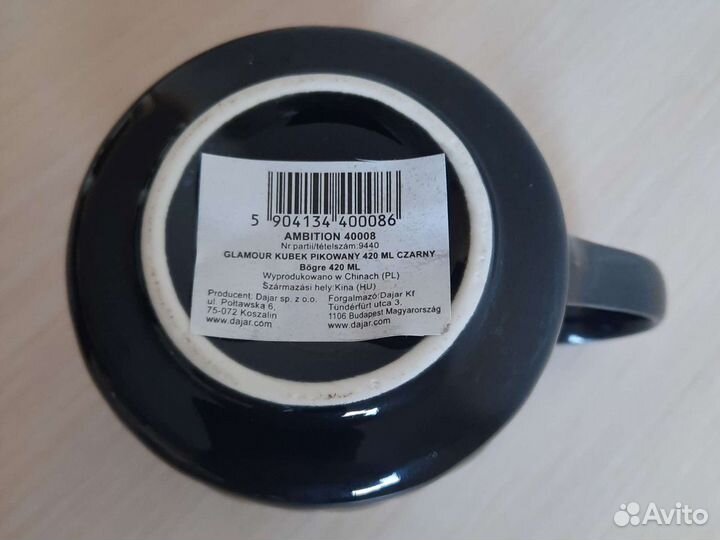 5 904134 400086
AMBITION 40008
Nr.partii/tételszám:9440
GLAMOUR KUBEK PIKOWANY 420 ML CZARNY
Bögre 420 ML
Wyprodukowano w Chinach (PL)
Származási hely:Kína (HU)
Producent: Dajar sp. z o.o.
ul. Połtawska 6,
75-072 Koszalin
www.dajar.com
Forgalmazó:Dajar Kf
Tündérfürt utca 3.
1106 Budapest Magyarország
www.dajar.com
Avito